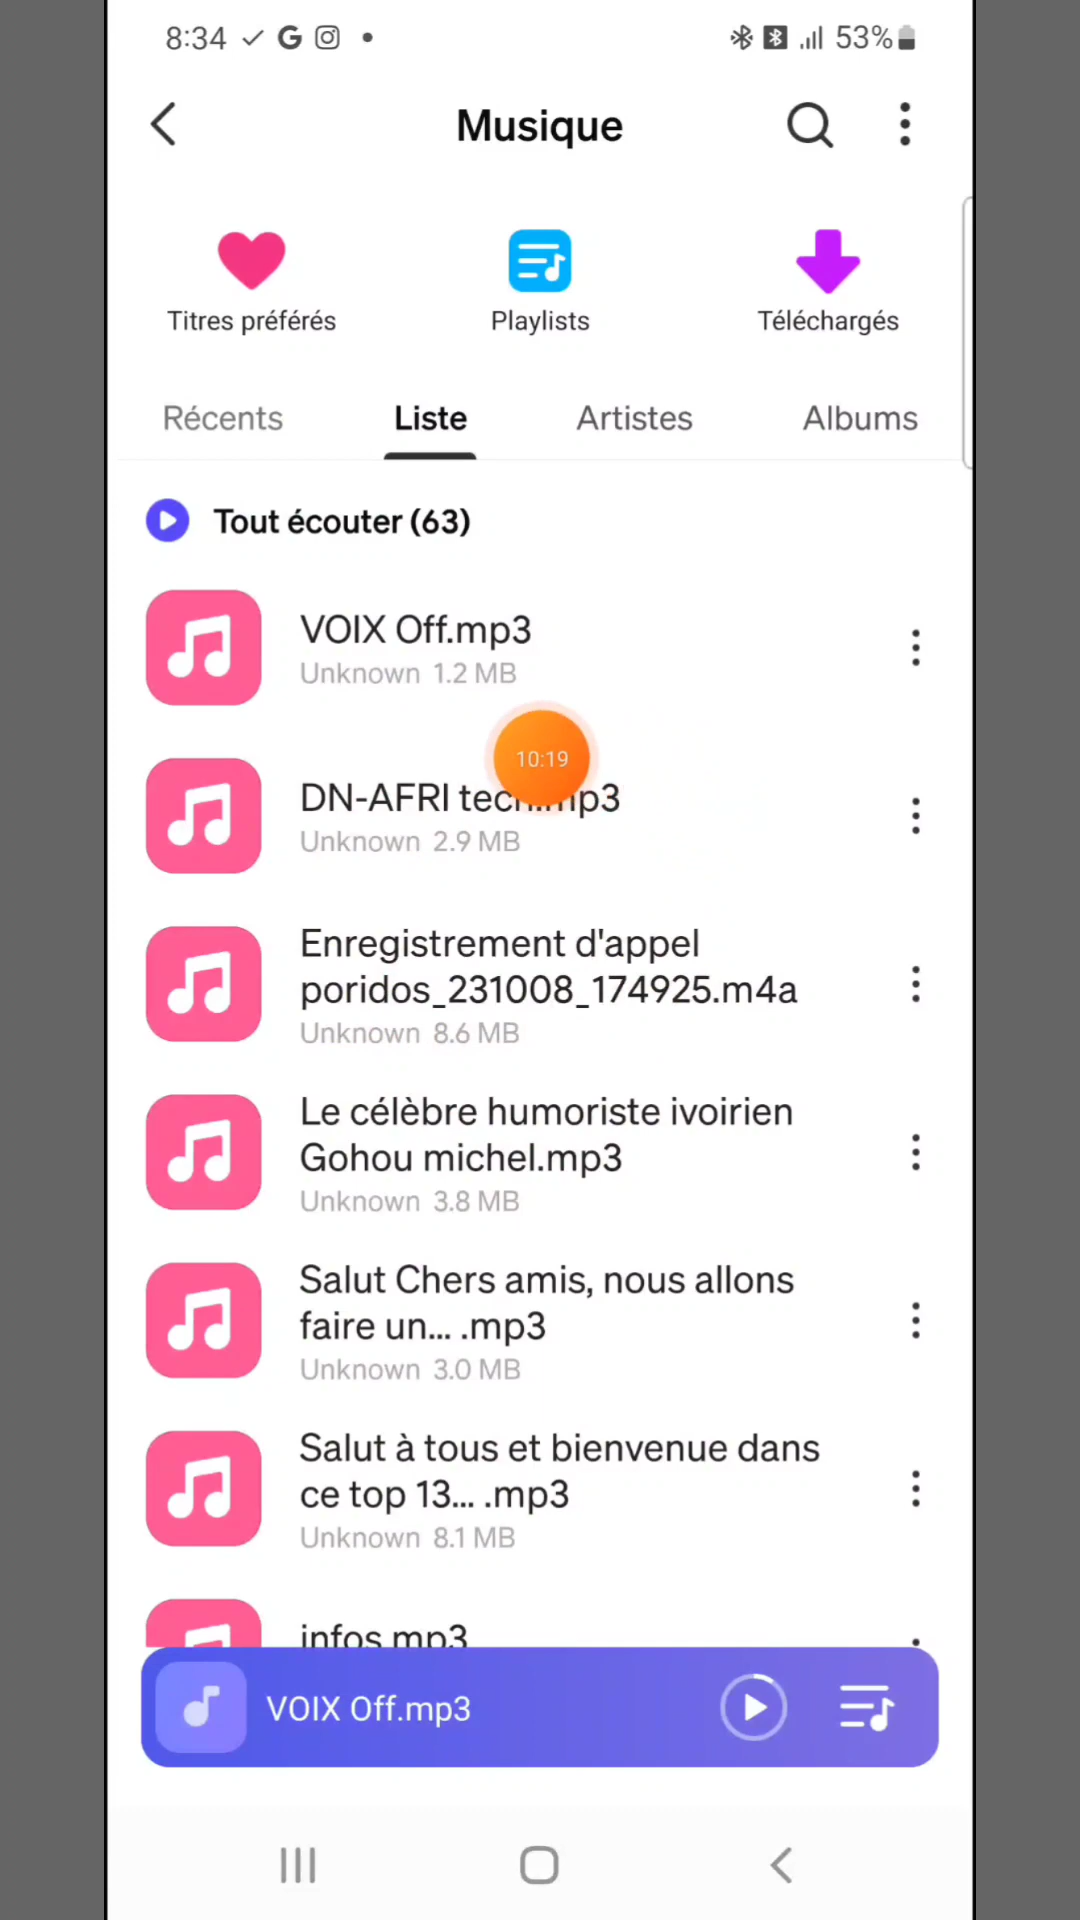 8:34 G 53%
Musique
Titres préférés Playlists Téléchargés
Récents Liste Artistes Albums
Tout écouter (63)
VOIX Off.mp3
Unknown 1.2 MB
10:19
DN-AFRI tech.mp3
Unknown 2.9 MB
Enregistrement d'appel
poridos_231008_174925.m4a
Unknown 8.6 MB
Le célèbre humoriste ivoirien
Gohou michel.mp3
Unknown 3.8 MB
Salut Chers amis, nous allons
faire un... .mp3
Unknown 3.0 MB
Salut à tous et bienvenue dans
ce top 13... .mp3
Unknown 8.1 MB
infos mp3
VOIX Off.mp3